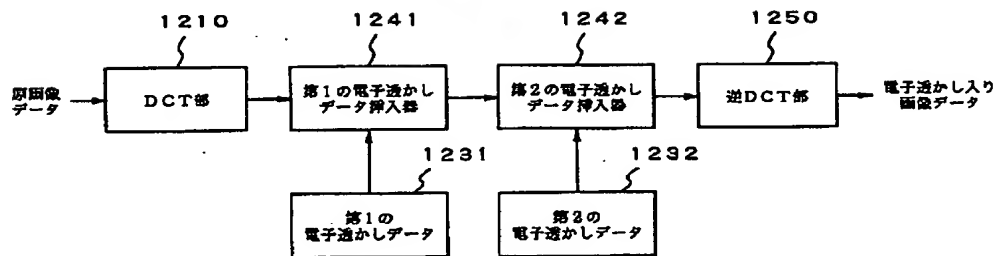 1210
1241
1242
1250
原画像
データ
DCT部
第1の電子透かし
データ挿入器
第2の電子透かし
データ挿入器
逆DCT部
電子透かし入り
画像データ
1231
1232
第1の
電子透かしデータ
第2の
電子透かしデータ